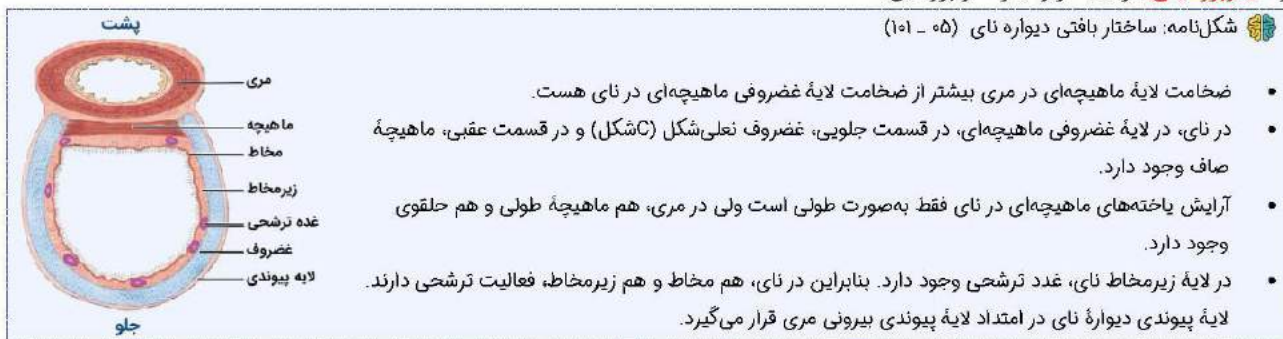 شکل‌نامه: ساختار بافتی دیواره نای (۰۵ ـ ۱۰۱)
• ضخامت لایهٔ ماهیچه‌ای در مری بیشتر از ضخامت لایهٔ غضروفی ماهیچه‌ای در نای هست.
• در نای، در لایهٔ غضروفی ماهیچه‌ای، در قسمت جلویی، غضروف نعلی‌شکل (Cشکل) و در قسمت عقبی، ماهیچهٔ
صاف وجود دارد.
• آرایش یاخته‌های ماهیچه‌ای در نای فقط به‌صورت طولی است ولی در مری، هم ماهیچهٔ طولی و هم حلقوی
وجود دارد.
• در لایهٔ زیرمخاط نای، غدد ترشحی وجود دارد. بنابراین در نای، هم مخاط و هم زیرمخاط، فعالیت ترشحی دارند.
لایهٔ پیوندی دیوارهٔ نای در امتداد لایهٔ پیوندی بیرونی مری قرار می‌گیرد.
پشت
مری
ماهیچه
مخاط
زیرمخاط
غده ترشحی
غضروف
لایه پیوندی
جلو